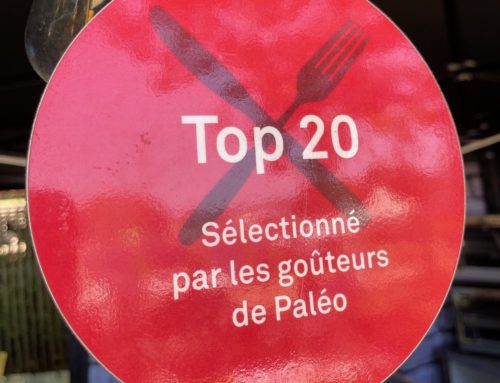 Top 20
Sélectionné
par les goûteurs
de Paléo